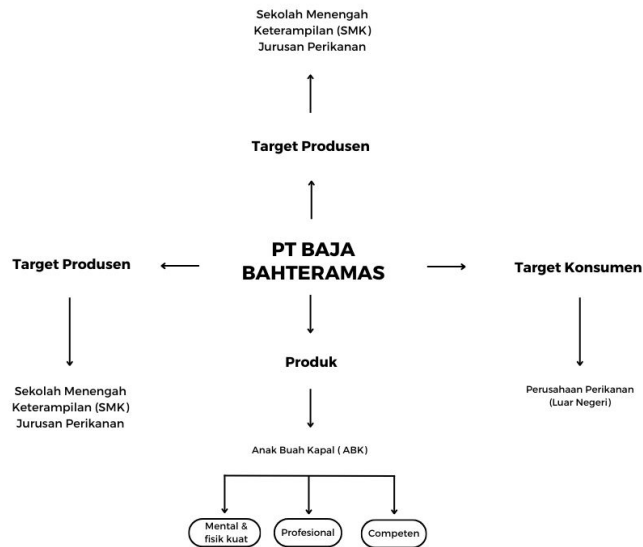 Sekolah Menengah
Keterampilan (SMK)
Jurusan Perikanan
Target Produsen
PT BAJA
BAHTERAMAS
Target Produsen
Target Konsumen
Sekolah Menengah
Keterampilan (SMK)
Jurusan Perikanan
Produk
Perusahaan Perikanan
(Luar Negeri)
Anak Buah Kapal ( ABK)
Mental &
fisik kuat
Profesional
Competen